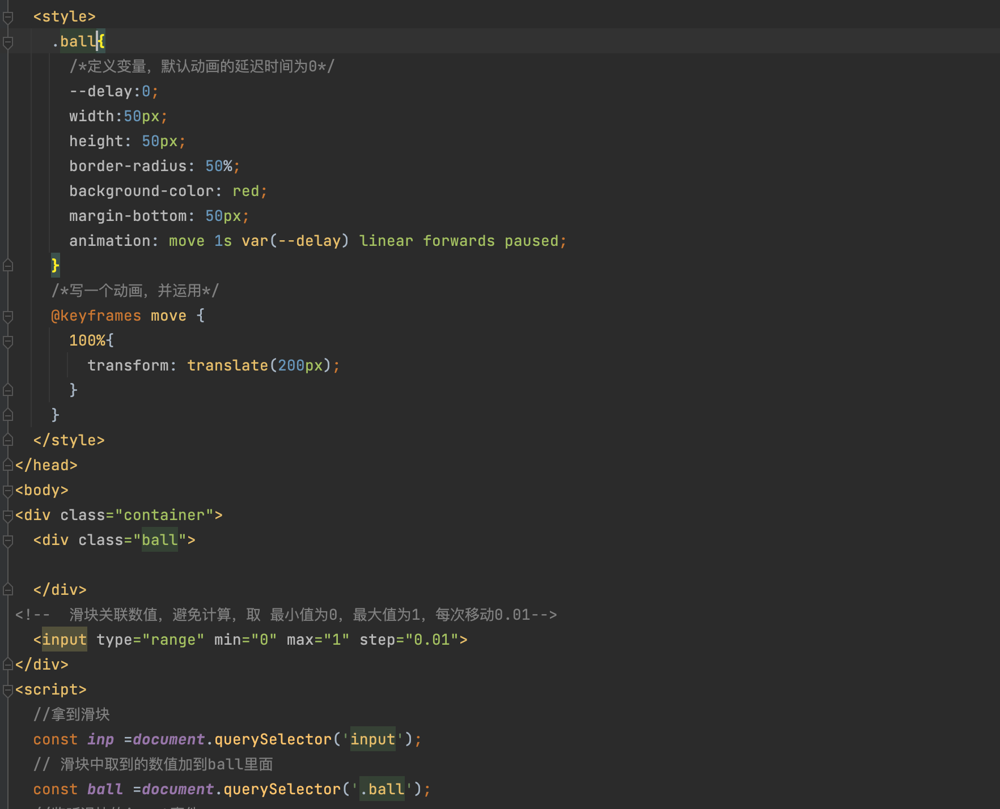 <style>
.ball{
/*定义变量，默认动画的延迟时间为0*/
--delay:0;
width:50px;
height: 50px;
border-radius: 50%;
background-color: red;
margin-bottom: 50px;
animation: move 1s var(--delay) linear forwards paused;
}
/*写一个动画，并运用*/
@keyframes move {
100%{
transform: translate(200px);
}
}
</style>
</head>
<body>
<div class="container">
<div class="ball">
</div>
<!--  滑块关联数值，避免计算，取 最小值为0，最大值为1，每次移动0.01-->
<input type="range" min="0" max="1" step="0.01">
</div>
<script>
//拿到滑块
const inp =document.querySelector('input');
// 滑块中取到的数值加到ball里面
const ball =document.querySelector('.ball');